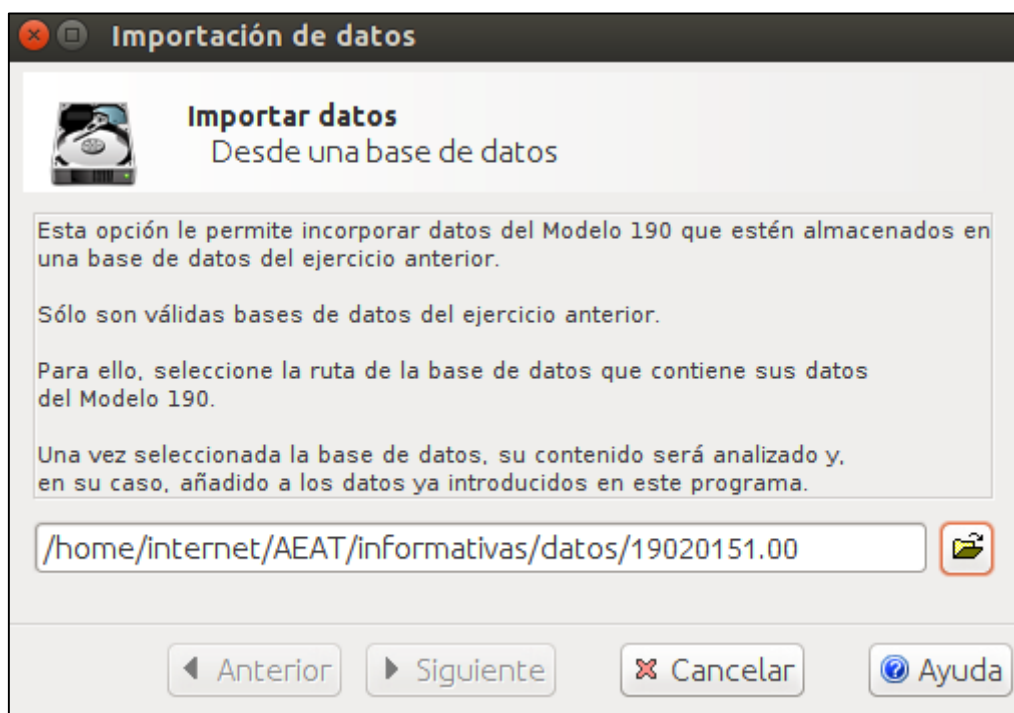 Importación de datos
Importar datos
Desde una base de datos
Esta opción le permite incorporar datos del Modelo 190 que estén almacenados en
una base de datos del ejercicio anterior.
Sólo son válidas bases de datos del ejercicio anterior.
Para ello, seleccione la ruta de la base de datos que contiene sus datos
del Modelo 190.
Una vez seleccionada la base de datos, su contenido será analizado y,
en su caso, añadido a los datos ya introducidos en este programa.
/home/internet/AEAT/informativas/datos/19020151.00
Anterior Siguiente Cancelar Ayuda